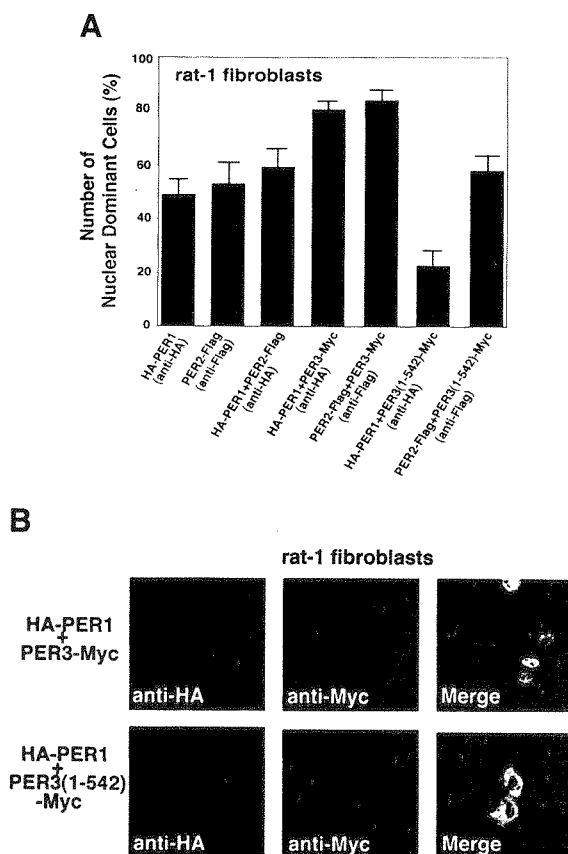 A
rat-1 fibroblasts
Number of
Nuclear Dominant Cells (%)
100
80
60
40
20
0
HA-PER1
(anti-HA)
PER2-Flag
(anti-Flag)
HA-PER1+PER2-Flag
(anti-HA)
HA-PER1+PER3-Myc
(anti-HA)
PER2-Flag+PER3-Myc
(anti-Flag)
HA-PER1+PER3(1-542)-Myc
(anti-HA)
PER2-Flag+PER3(1-542)-Myc
(anti-Flag)
B
rat-1 fibroblasts
HA-PER1
+
PER3-Myc
anti-HA
anti-Myc
Merge
HA-PER1
+
PER3(1-542)
-Myc
anti-HA
anti-Myc
Merge